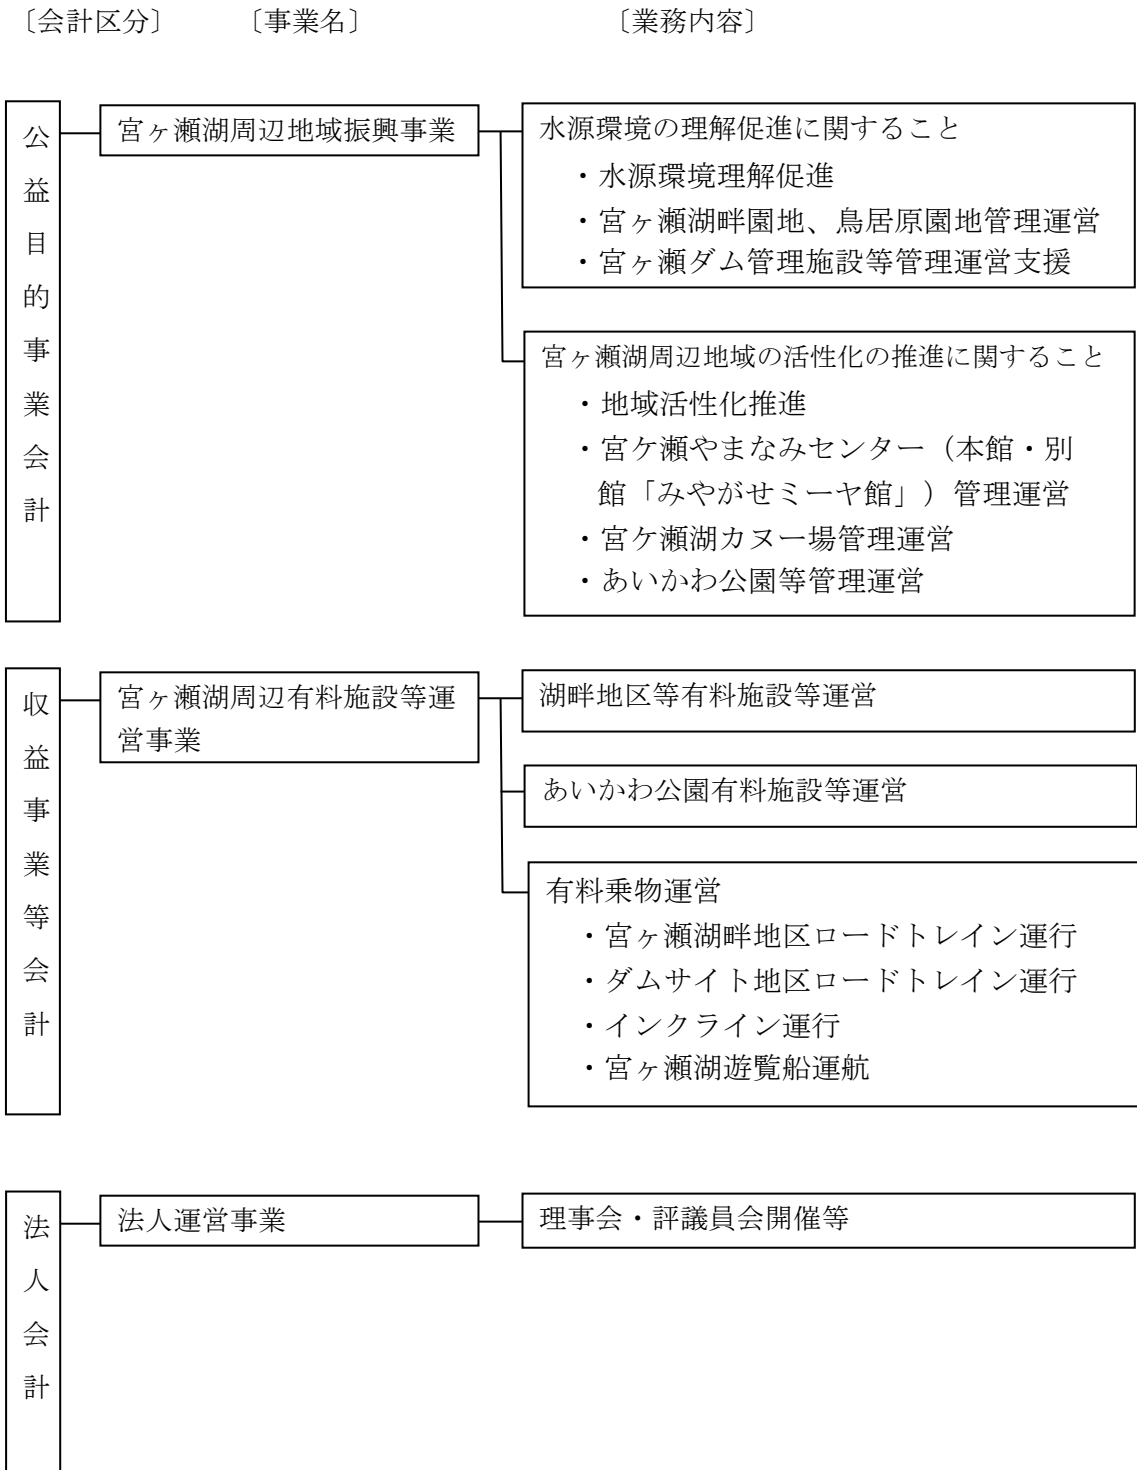 〔会計区分〕 〔事業名〕 〔業務内容〕
公益目的事業会計
宮ヶ瀬湖周辺地域振興事業
水源環境の理解促進に関すること
・水源環境理解促進
・宮ヶ瀬湖畔園地、鳥居原園地管理運営
・宮ヶ瀬ダム管理施設等管理運営支援
宮ヶ瀬湖周辺地域の活性化の推進に関すること
・地域活性化推進
・宮ケ瀬やまなみセンター（本館・別
館「みやがせミーヤ館」）管理運営
・宮ケ瀬湖カヌー場管理運営
・あいかわ公園等管理運営
収益事業等会計
宮ヶ瀬湖周辺有料施設等運
営事業
湖畔地区等有料施設等運営
あいかわ公園有料施設等運営
有料乗物運営
・宮ヶ瀬湖畔地区ロードトレイン運行
・ダムサイト地区ロードトレイン運行
・インクライン運行
・宮ヶ瀬湖遊覧船運航
法人会計
法人運営事業
理事会・評議員会開催等